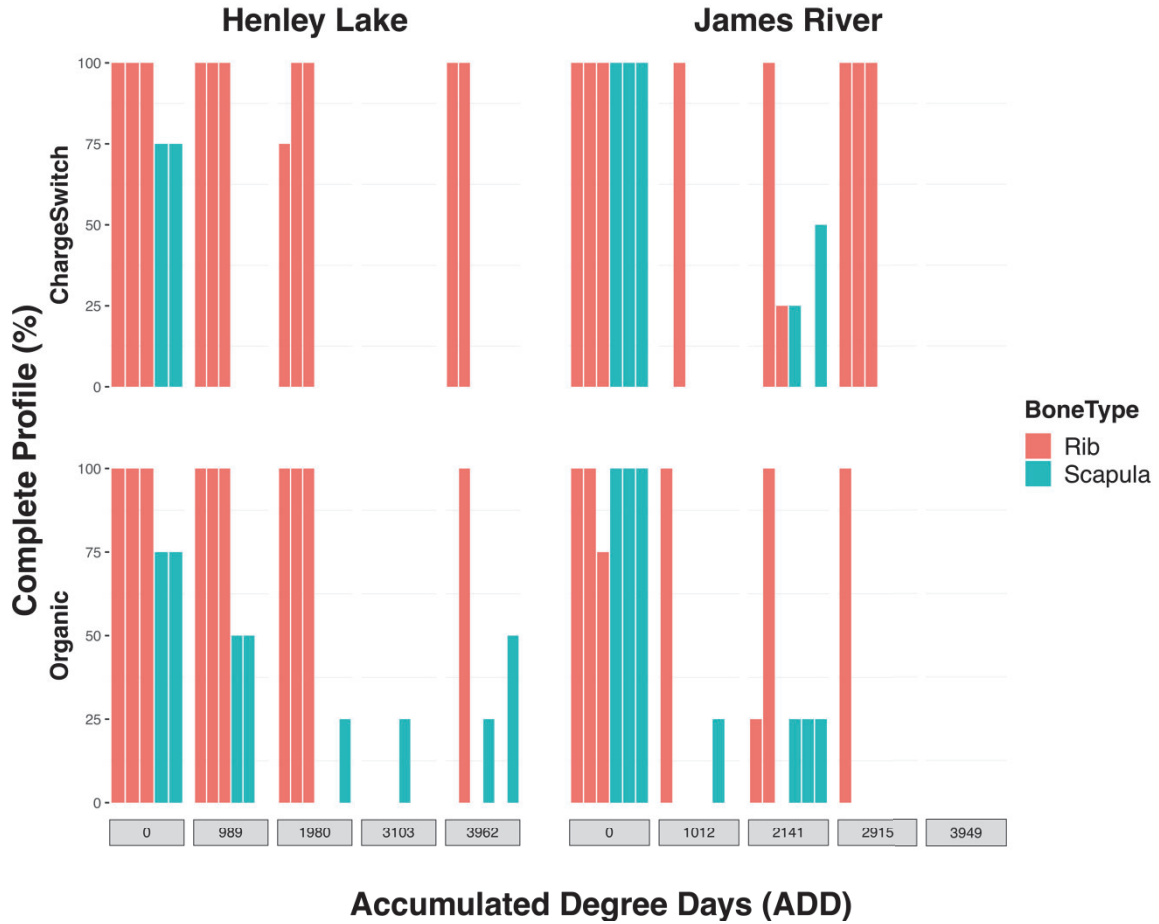 Henley Lake
James River
Complete Profile (%)
ChargeSwitch
100
75
50
25
0
Organic
100
75
50
25
0
BoneType
Rib
Scapula
0 989 1980 3103 3962
0 1012 2141 2915 3949
Accumulated Degree Days (ADD)